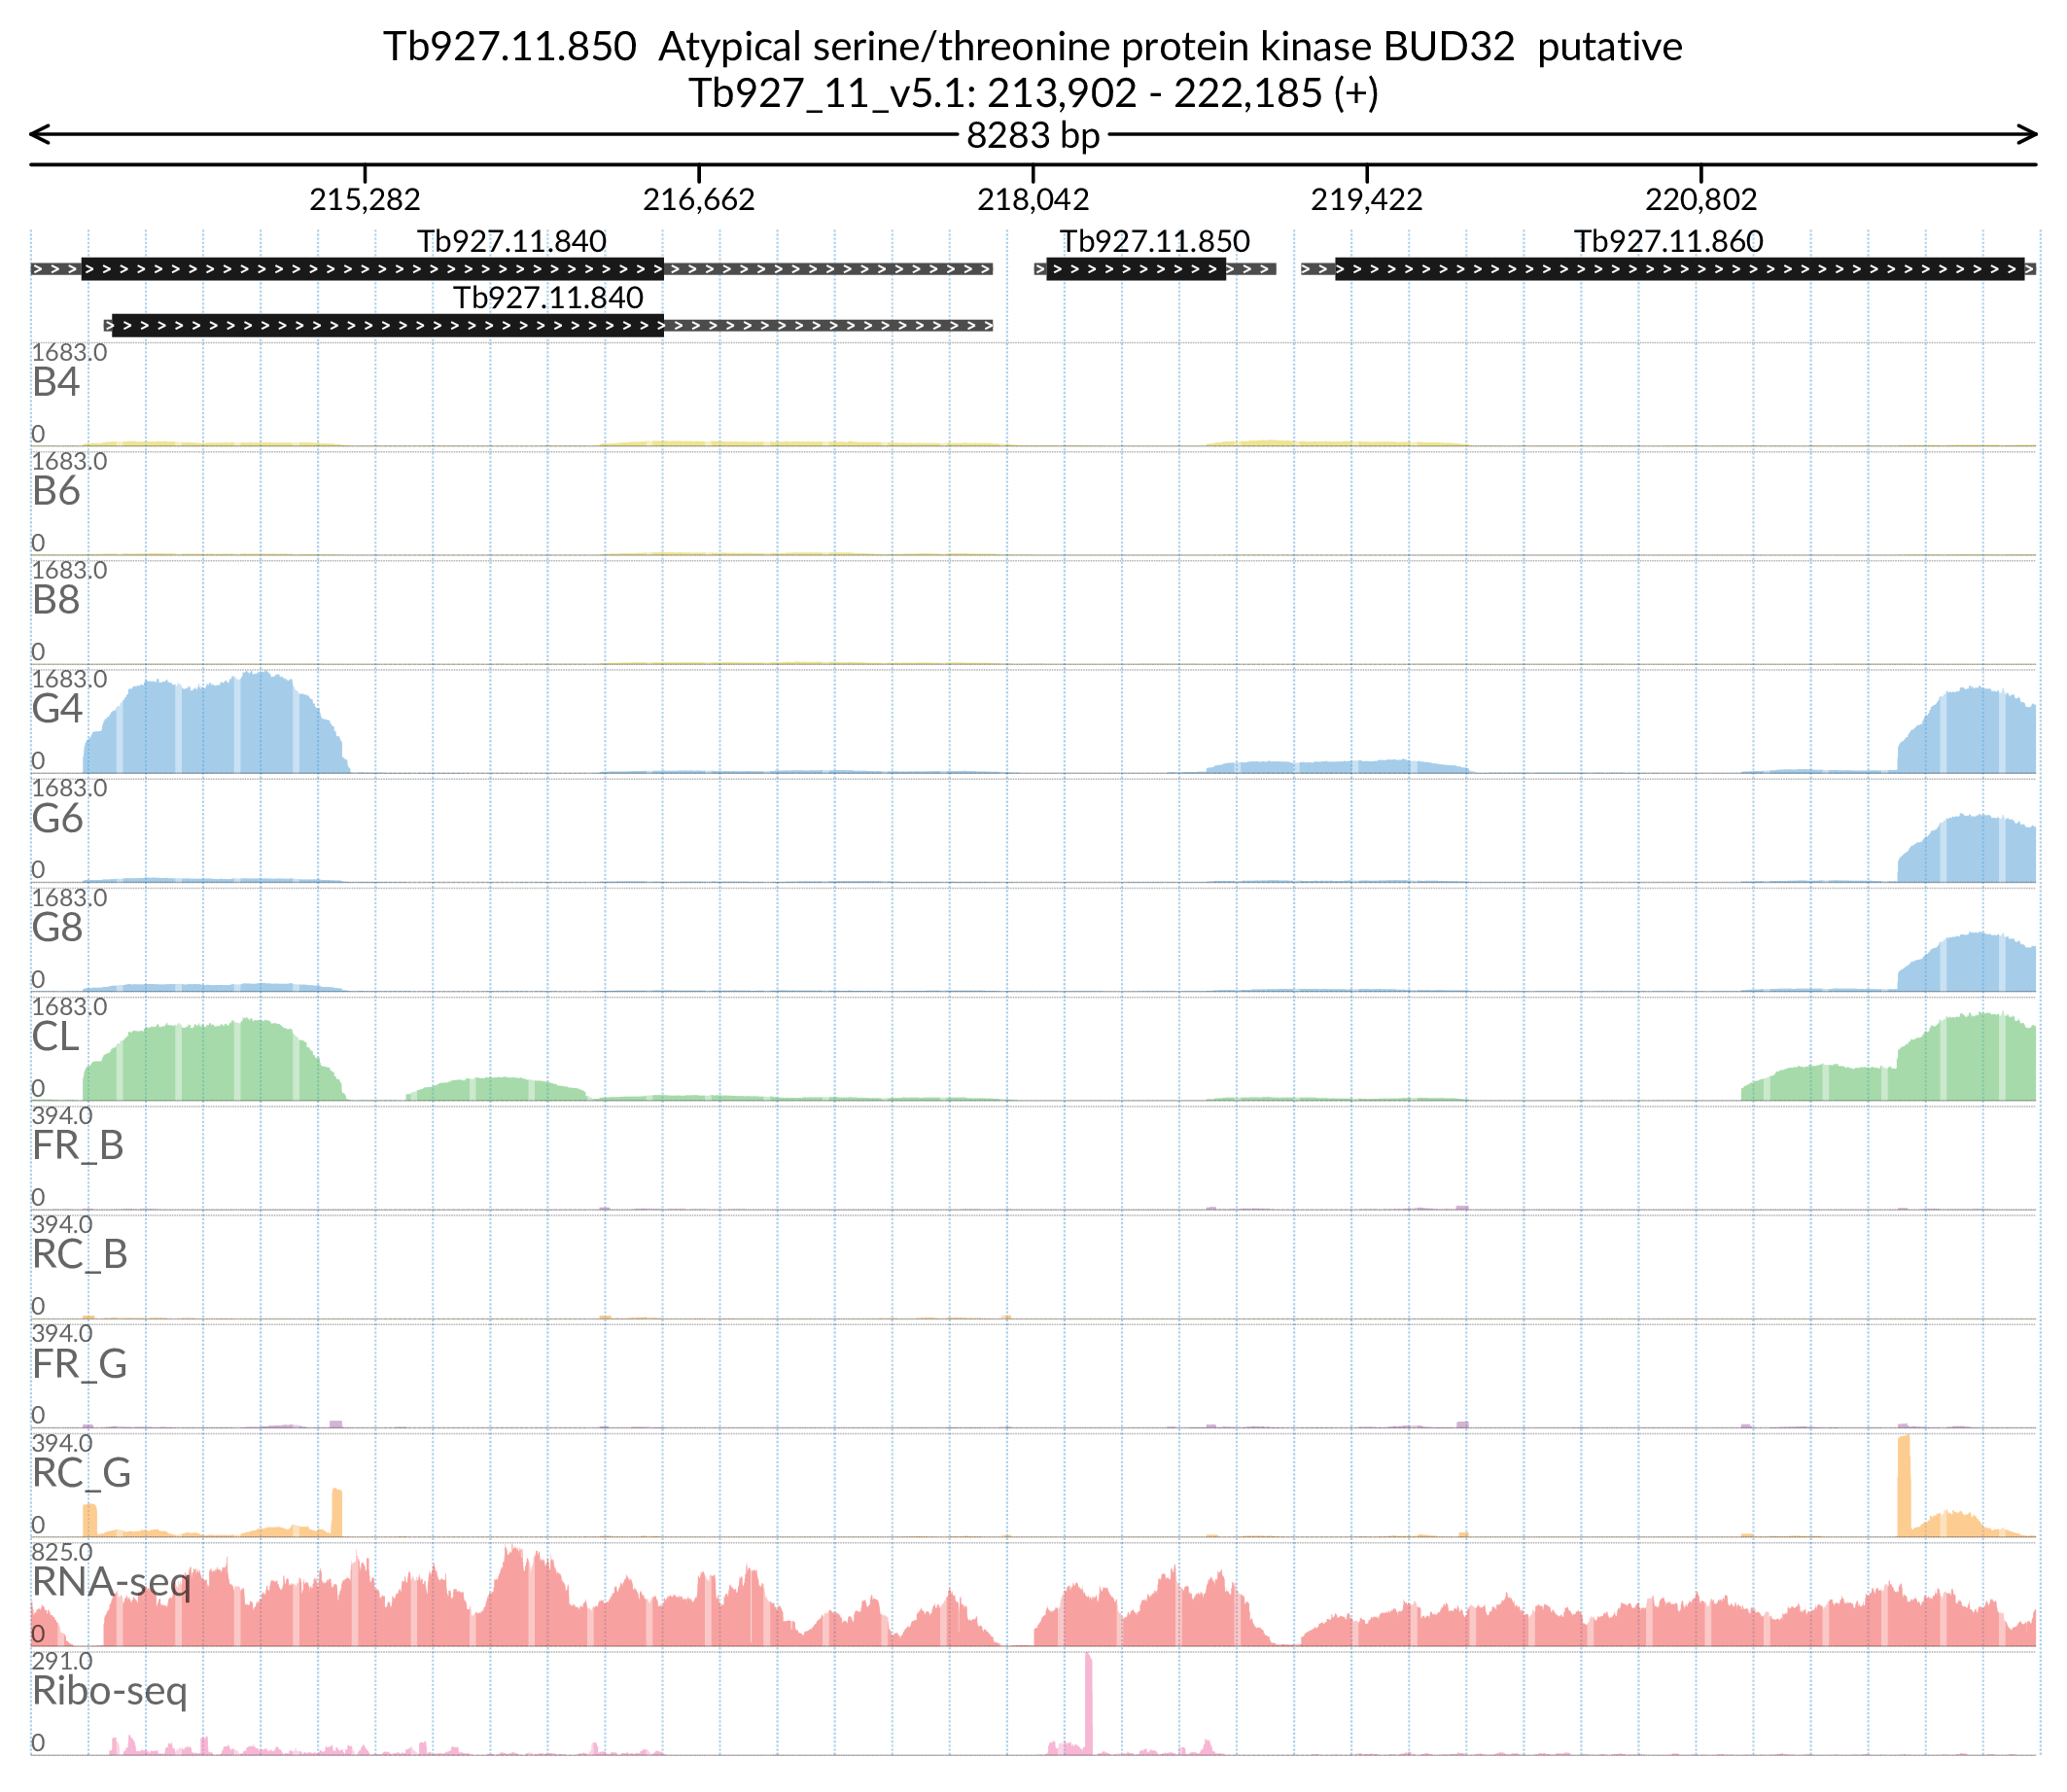 Tb927.11.850  Atypical serine/threonine protein kinase BUD32  putative
Tb927_11_v5.1: 213,902 - 222,185 (+)
8283 bp
215,282 216,662 218,042 219,422 220,802
Tb927.11.840 Tb927.11.850 Tb927.11.860
Tb927.11.840
1683.0
B4
0
1683.0
B6
0
1683.0
B8
0
1683.0
G4
0
1683.0
G6
0
1683.0
G8
0
1683.0
CL
0
394.0
FR_B
0
394.0
RC_B
0
394.0
FR_G
0
394.0
RC_G
0
825.0
RNA-seq
0
291.0
Ribo-seq
0